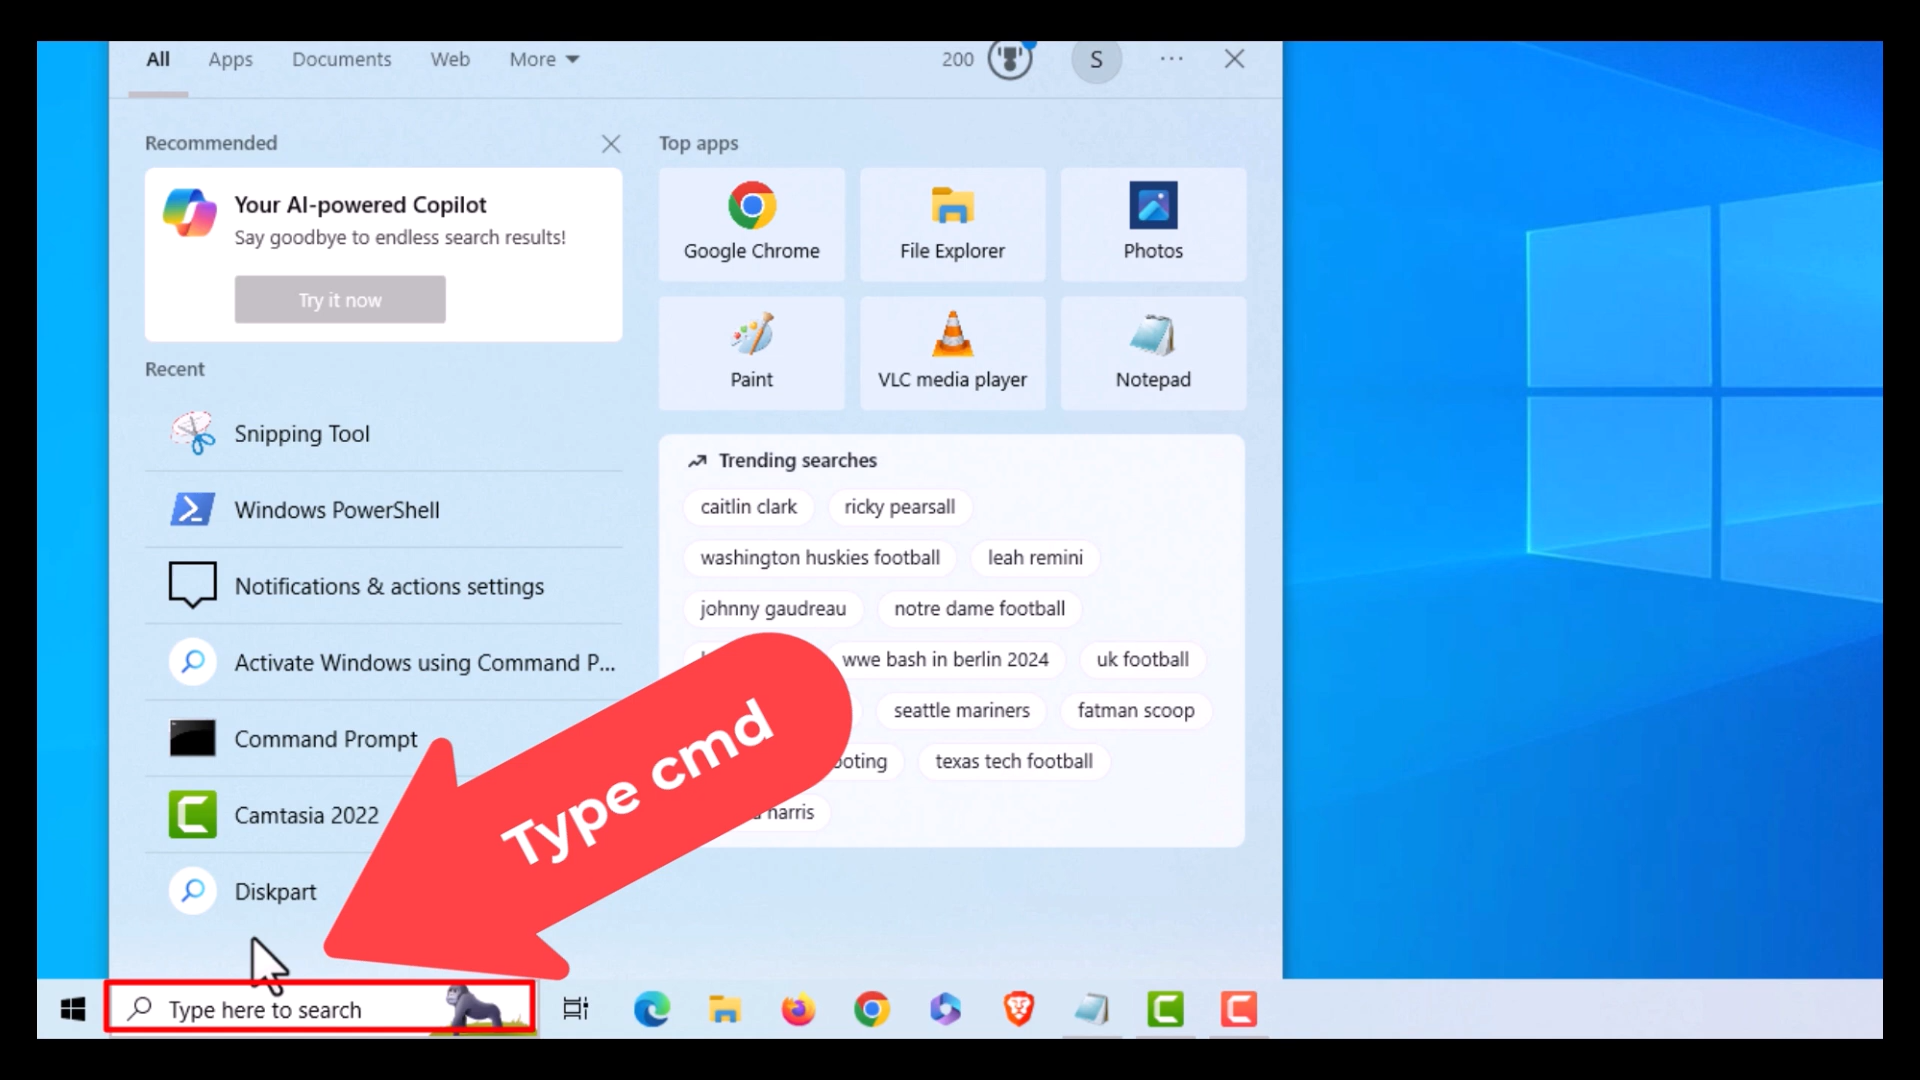 All Apps Documents Web More 200 S
Recommended
Your AI-powered Copilot
Say goodbye to endless search results!
Try it now
Recent
Snipping Tool
Windows PowerShell
Notifications & actions settings
Activate Windows using Command P...
Command Prompt
Camtasia 2022
Diskpart
Top apps
Google Chrome File Explorer Photos
Paint VLC media player Notepad
Trending searches
caitlin clark ricky pearsall
washington huskies football leah remini
johnny gaudreau notre dame football
wwe bash in berlin 2024 uk football
seattle mariners fatman scoop
texas tech football
harris
Type cmd
Type here to search